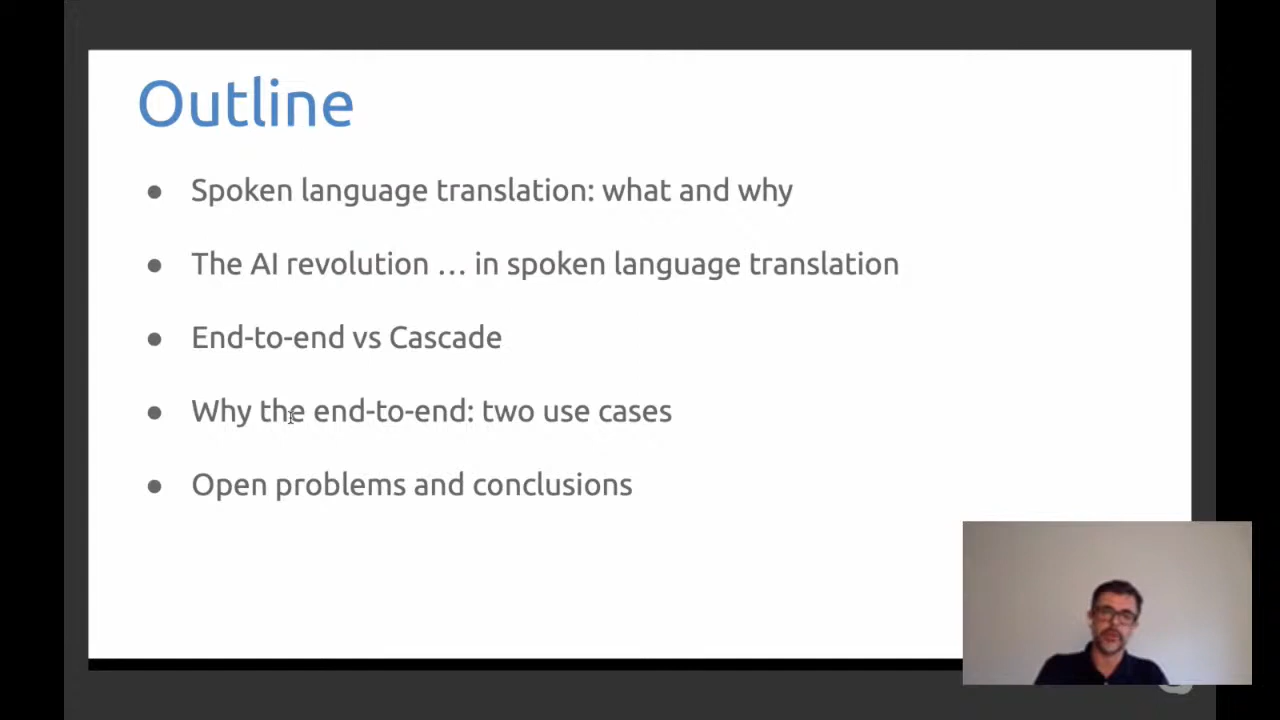 Outline
Spoken language translation: what and why
The AI revolution … in spoken language translation
End-to-end vs Cascade
Why the end-to-end: two use cases
Open problems and conclusions